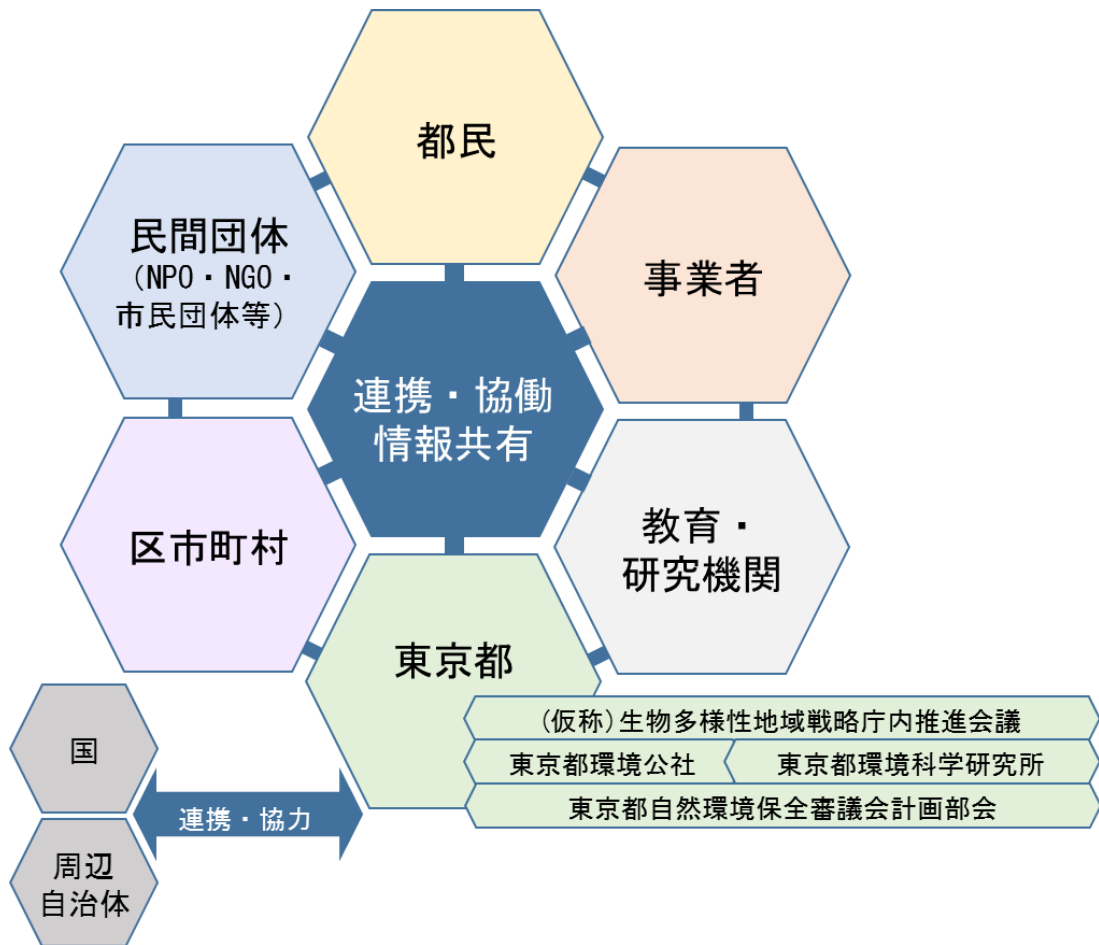 都民
民間団体
（NPO・NGO・
市民団体等）
事業者
連携・協働
情報共有
区市町村
教育・
研究機関
東京都
(仮称)生物多様性地域戦略庁内推進会議
東京都環境公社
東京都環境科学研究所
東京都自然環境保全審議会計画部会
国
連携・協力
周辺
自治体